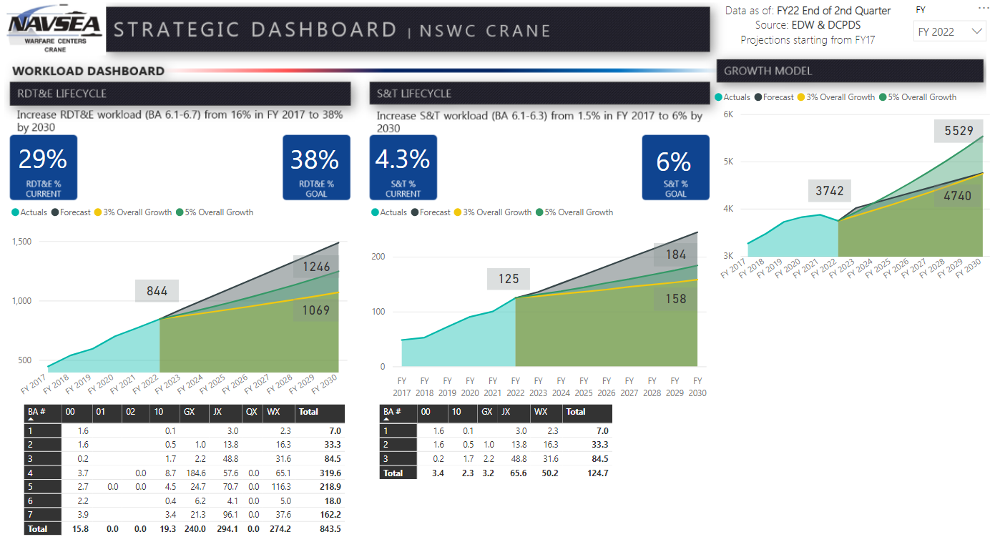 NAVSEA
WARFARE CENTERS
CRANE
STRATEGIC DASHBOARD | NSWC CRANE
Data as of: FY22 End of 2nd Quarter
Source: EDW & DCPDS
Projections starting from FY17
FY
FY 2022
WORKLOAD DASHBOARD
RDT&E LIFECYCLE
Increase RDT&E workload (BA 6.1-6.7) from 16% in FY 2017 to 38%
by 2030
29%
RDT&E %
CURRENT
38%
RDT&E %
GOAL
Actuals Forecast 3% Overall Growth 5% Overall Growth
1,500
1,000
500
844
1246
1069
FY 2017 FY 2018 FY 2019 FY 2020 FY 2021 FY 2022 FY 2023 FY 2024 FY 2025 FY 2026 FY 2027 FY 2028 FY 2029 FY 2030
BA # 00 01 02 10 GX JX QX WX Total
1 1.6 0.1 3.0 2.3 7.0
2 1.6 0.5 1.0 13.8 16.3 33.3
3 0.2 1.7 2.2 48.8 31.6 84.5
4 3.7 0.0 8.7 184.6 57.6 0.0 65.1 319.6
5 2.7 0.0 0.0 4.5 24.7 70.7 0.0 116.3 218.9
6 2.2 0.4 6.2 4.1 0.0 5.0 18.0
7 3.9 3.4 21.3 96.1 0.0 37.6 162.2
Total 15.8 0.0 0.0 19.3 240.0 294.1 0.0 274.2 843.5
S&T LIFECYCLE
Increase S&T workload (BA 6.1-6.3) from 1.5% in FY 2017 to 6% by
2030
4.3%
S&T %
CURRENT
6%
S&T %
GOAL
Actuals Forecast 3% Overall Growth 5% Overall Growth
200
100
0
125
184
158
FY FY FY FY FY FY FY FY FY FY FY FY FY FY
2017 2018 2019 2020 2021 2022 2023 2024 2025 2026 2027 2028 2029 2030
BA # 00 10 GX JX WX Total
1 1.6 0.1 3.0 2.3 7.0
2 1.6 0.5 1.0 13.8 16.3 33.3
3 0.2 1.7 2.2 48.8 31.6 84.5
Total 3.4 2.3 3.2 65.6 50.2 124.7
GROWTH MODEL
Actuals Forecast 3% Overall Growth 5% Overall Growth
6K
5K
4K
3K
5529
3742
4740
FY 2017 FY 2018 FY 2019 FY 2020 FY 2021 FY 2022 FY 2023 FY 2024 FY 2025 FY 2026 FY 2027 FY 2028 FY 2029 FY 2030